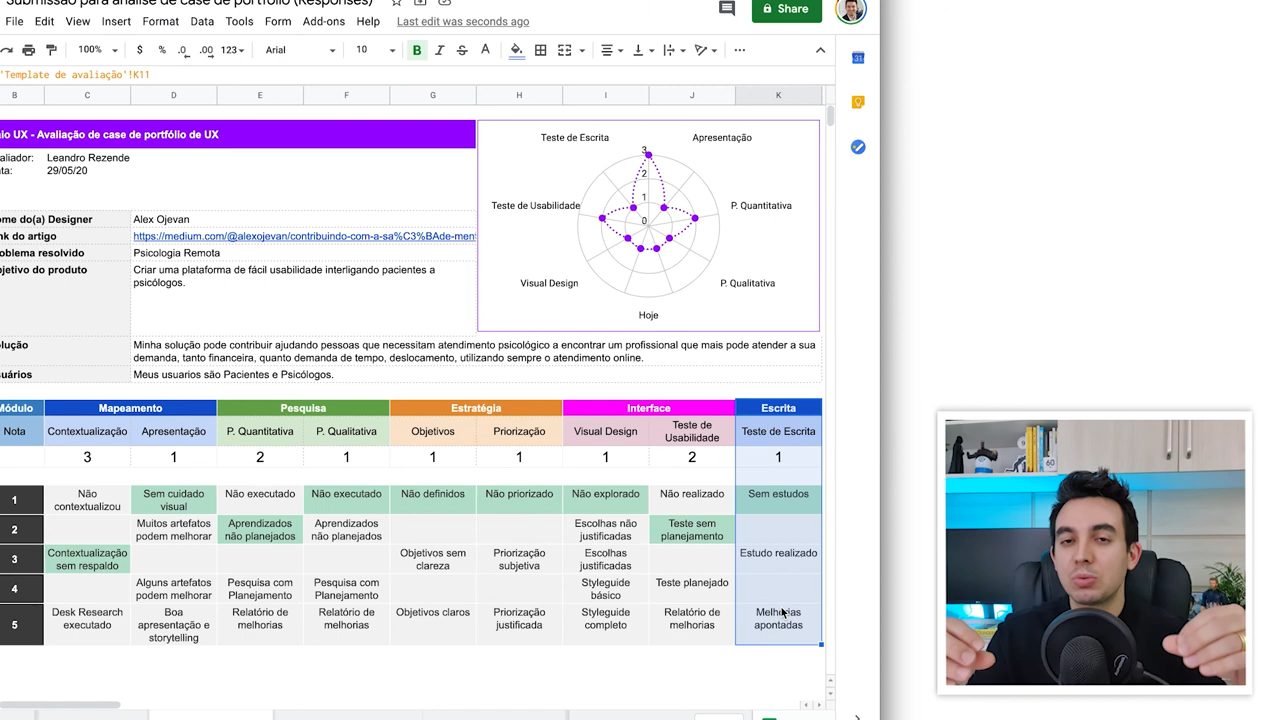 Submissão para análise de case de portfólio (Responses)
File Edit View Insert Format Data Tools Form Add-ons Help Last edit was seconds ago
Share
100% $ % .0 .00 123 Arial 10 B I S A
'Template de avaliação'!K11
B C D E F G H I J K
io UX - Avaliação de case de portfólio de UX
aliador: Leandro Rezende
ta: 29/05/20
ome do(a) Designer Alex Ojevan
nk do artigo https://medium.com/@alexojevan/contribuindo-com-a-sa%C3%BAde-ment
oblema resolvido Psicologia Remota
bjetivo do produto Criar uma plataforma de fácil usabilidade interligando pacientes a
psicólogos.
Teste de Escrita Apresentação
3
2
1
0
Teste de Usabilidade P. Quantitativa
Visual Design P. Qualitativa
Hoje
olução Minha solução pode contribuir ajudando pessoas que necessitam atendimento psicológico a encontrar um profissional que mais pode atender a sua
demanda, tanto financeira, quanto demanda de tempo, deslocamento, utilizando sempre o atendimento online.
uários Meus usuarios são Pacientes e Psicólogos.
Módulo Mapeamento Pesquisa Estratégia Interface Escrita
Nota Contextualização Apresentação P. Quantitativa P. Qualitativa Objetivos Priorização Visual Design Teste de Usabilidade Teste de Escrita
3 1 2 1 1 1 1 2 1
1 Não contextualizou Sem cuidado visual Não executado Não executado Não definidos Não priorizado Não explorado Não realizado Sem estudos
2 Muitos artefatos podem melhorar Aprendizados não planejados Aprendizados não planejados Escolhas não justificadas Teste sem planejamento
3 Contextualização sem respaldo Objetivos sem clareza Priorização subjetiva Escolhas justificadas Estudo realizado
4 Alguns artefatos podem melhorar Pesquisa com Planejamento Pesquisa com Planejamento Styleguide básico Teste planejado
5 Desk Research executado Boa apresentação e storytelling Relatório de melhorias Relatório de melhorias Objetivos claros Priorização justificada Styleguide completo Relatório de melhorias Melhorias apontadas
31
60